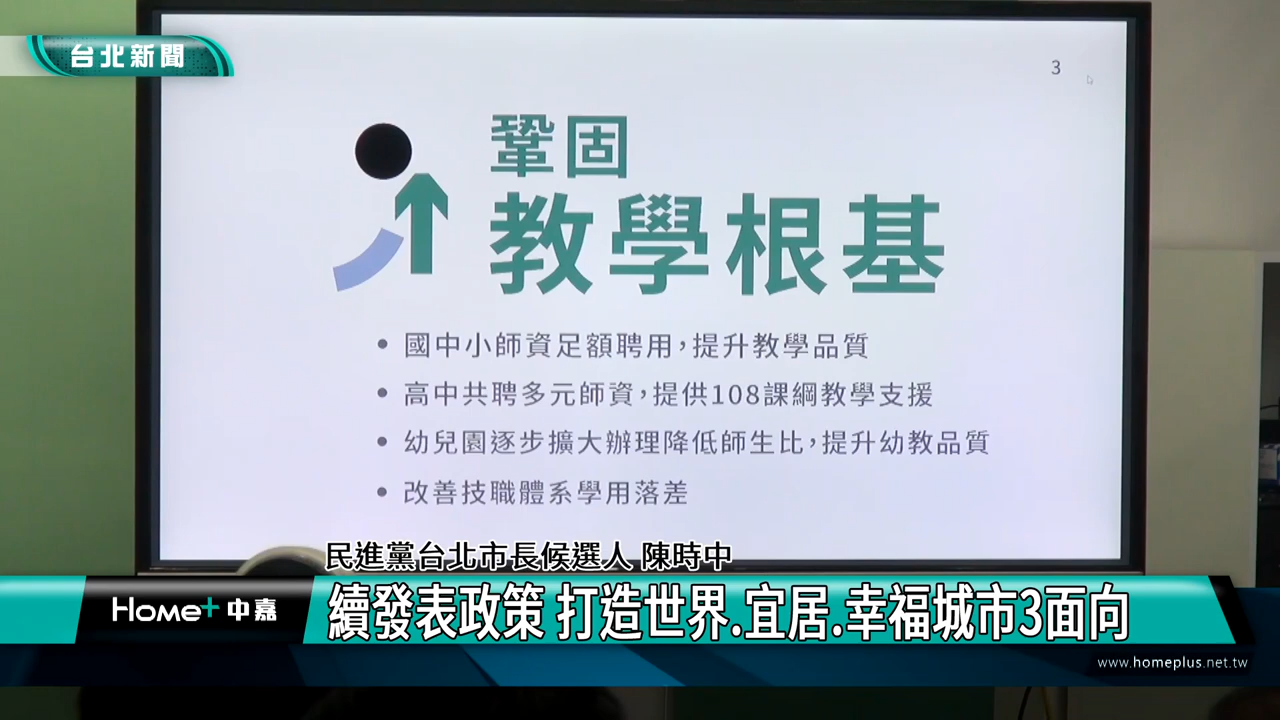 台北新聞
3
鞏固
教學根基
• 國中小師資足額聘用，提升教學品質
• 高中共聘多元師資，提供108課綱教學支援
• 幼兒園逐步擴大辦理降低師生比，提升幼教品質
• 改善技職體系學用落差
民進黨台北市長候選人 陳時中
Home+中嘉
續發表政策 打造世界.宜居.幸福城市3面向
www.homeplus.net.tw